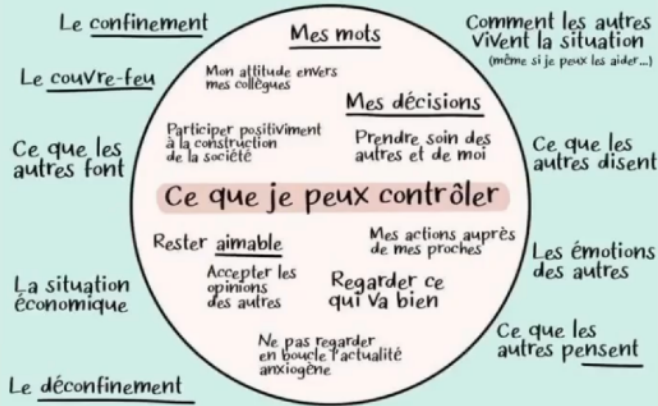 Le confinement
Mes mots
Comment les autres
vivent la situation
(même si je peux les aider...)
Le couvre-feu
Mon attitude envers
mes collègues
Mes décisions
Ce que les
autres font
Participer positiviment
à la construction
de la société
Prendre soin des
autres et de moi
Ce que les
autres disent
Ce que je peux contrôler
Rester aimable
Mes actions auprès
de mes proches
Les émotions
des autres
La situation
économique
Accepter les
opinions
des autres
Regarder ce
qui va bien
Ce que les
autres pensent
Ne pas regarder
en boucle l'actualité
anxiogène
Le déconfinement